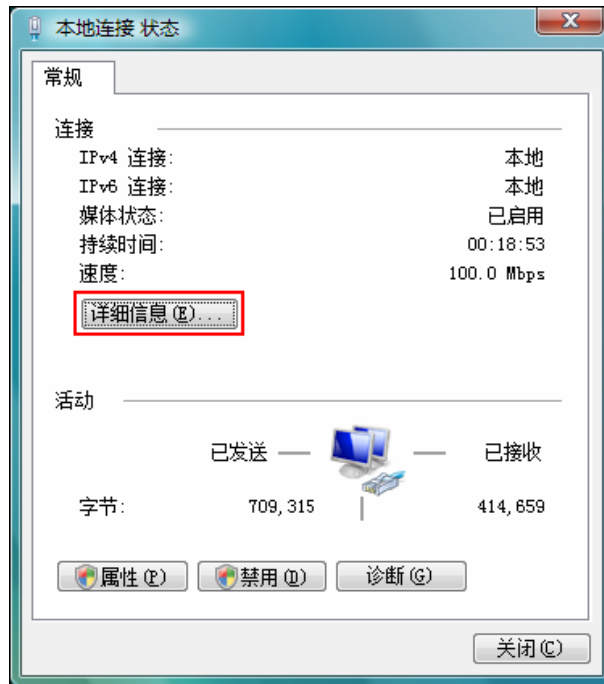 本地连接 状态
常规
连接
IPv4 连接: 本地
IPv6 连接: 本地
媒体状态: 已启用
持续时间: 00:18:53
速度: 100.0 Mbps
详细信息(E)...
活动
已发送 — — 已接收
字节: 709,315 | 414,659
属性(P) 禁用(D) 诊断(G)
关闭(C)